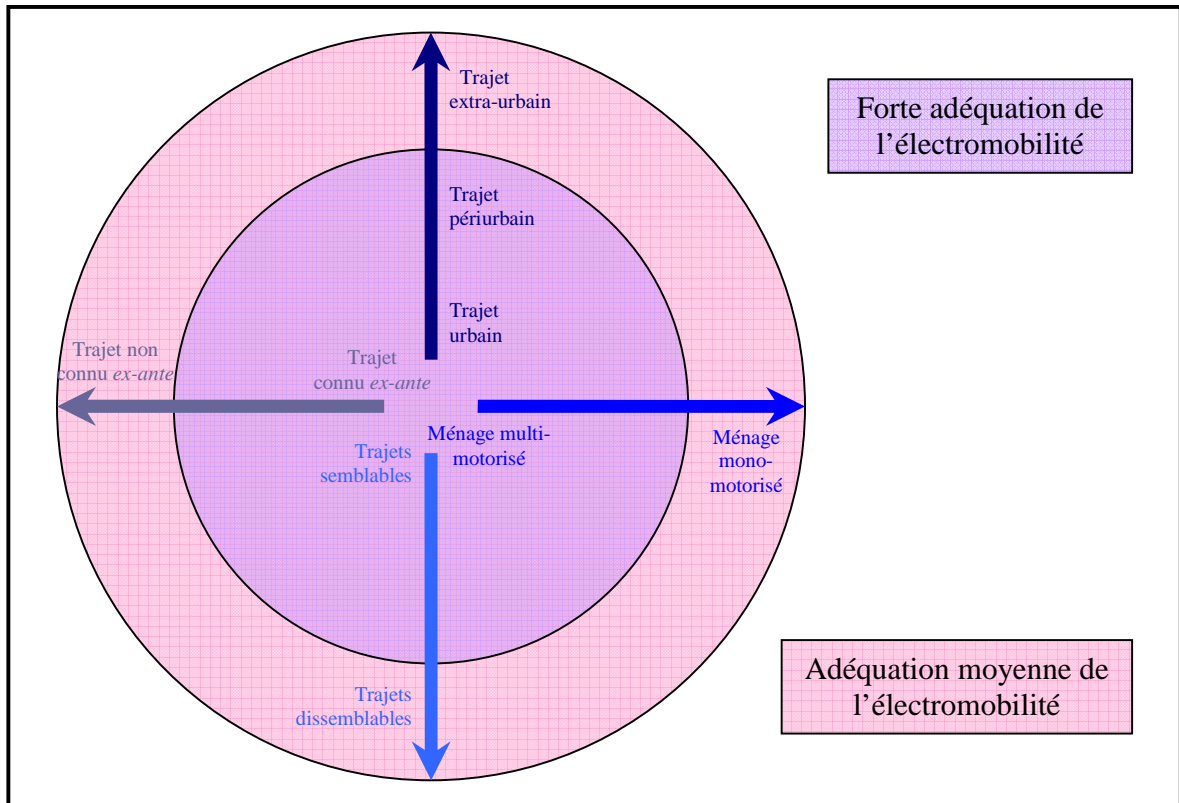 Trajet
extra-urbain
Forte adéquation de
l’électromobilité
Trajet
périurbain
Trajet
urbain
Trajet non
connu ex-ante
Trajet
connu ex-ante
Ménage multi-
motorisé
Ménage
mono-
motorisé
Trajets
semblables
Trajets
dissemblables
Adéquation moyenne de
l’électromobilité